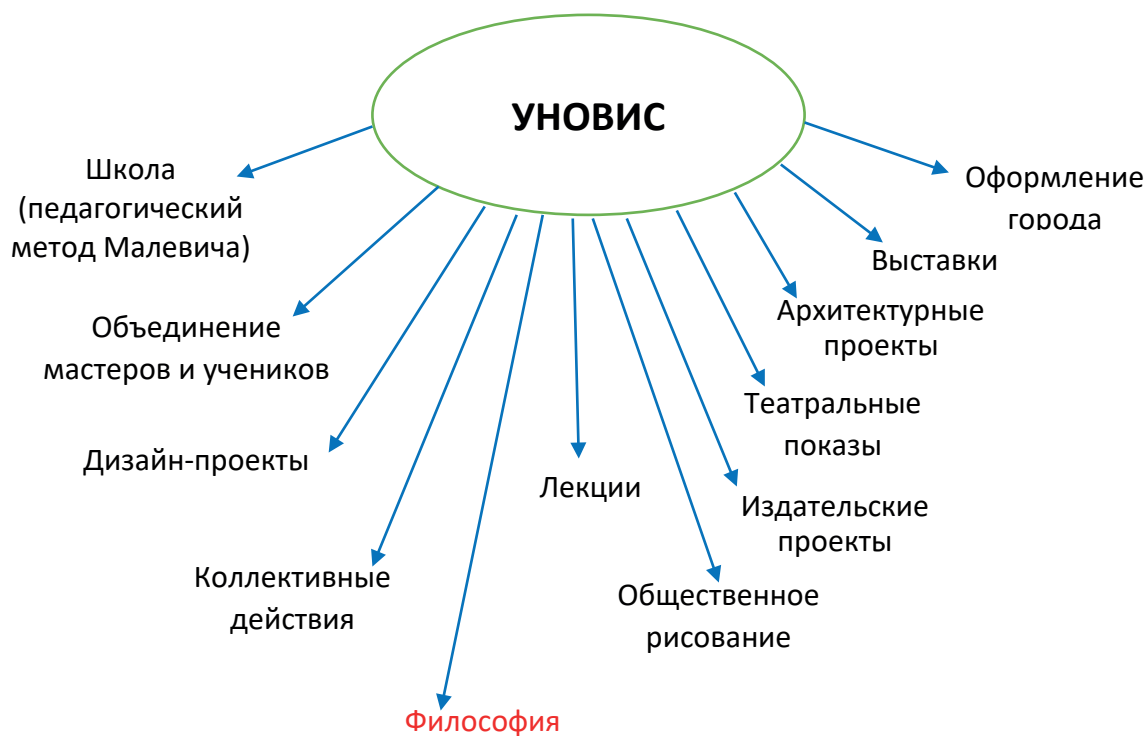 УНОВИС
Школа
(педагогический
метод Малевича)
Объединение
мастеров и учеников
Дизайн-проекты
Коллективные
действия
Философия
Лекции
Общественное
рисование
Издательские
проекты
Театральные
показы
Архитектурные
проекты
Выставки
Оформление
города